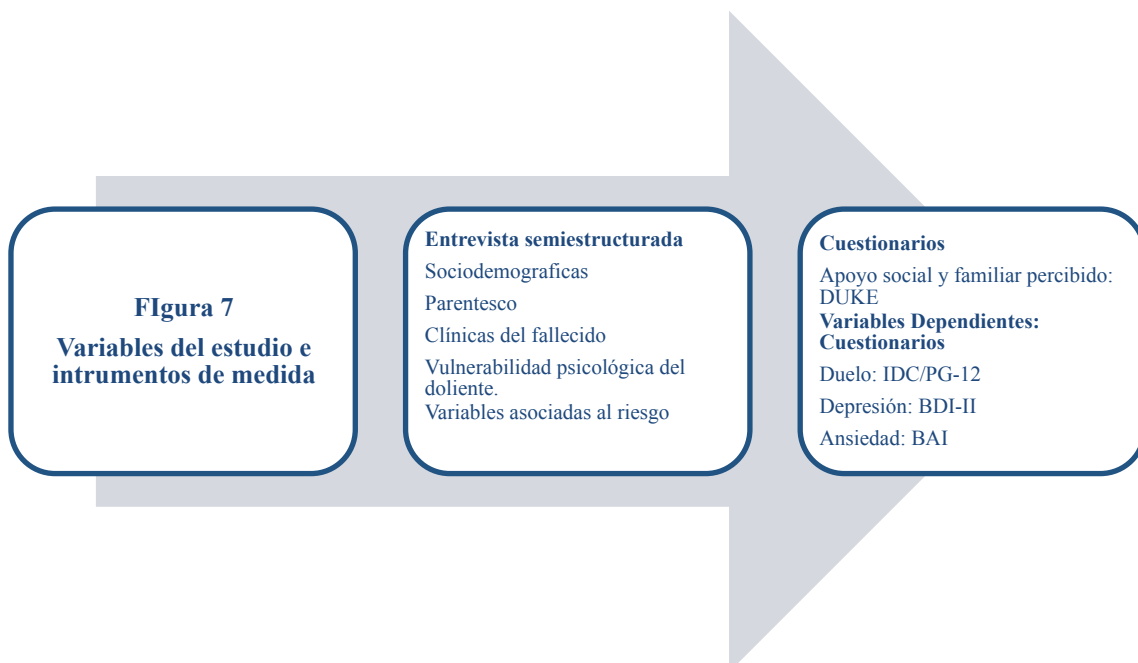 FIgura 7
Variables del estudio e
intrumentos de medida
Entrevista semiestructurada
Sociodemograficas
Parentesco
Clínicas del fallecido
Vulnerabilidad psicológica del
doliente.
Variables asociadas al riesgo
Cuestionarios
Apoyo social y familiar percibido:
DUKE
Variables Dependientes:
Cuestionarios
Duelo: IDC/PG-12
Depresión: BDI-II
Ansiedad: BAI